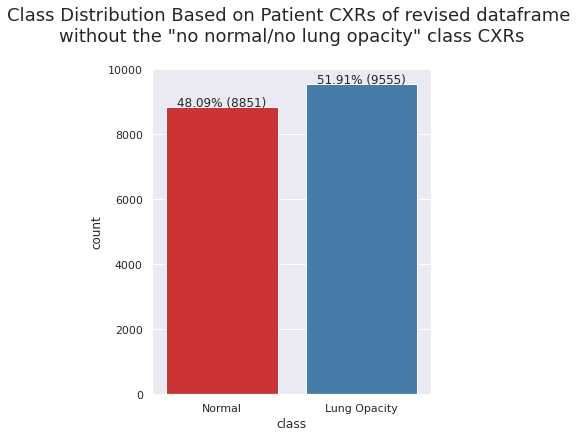 Class Distribution Based on Patient CXRs of revised dataframe
without the "no normal/no lung opacity" class CXRs
10000
51.91% (9555)
48.09% (8851)
8000
6000
count
4000
2000
0
Normal
Lung Opacity
class